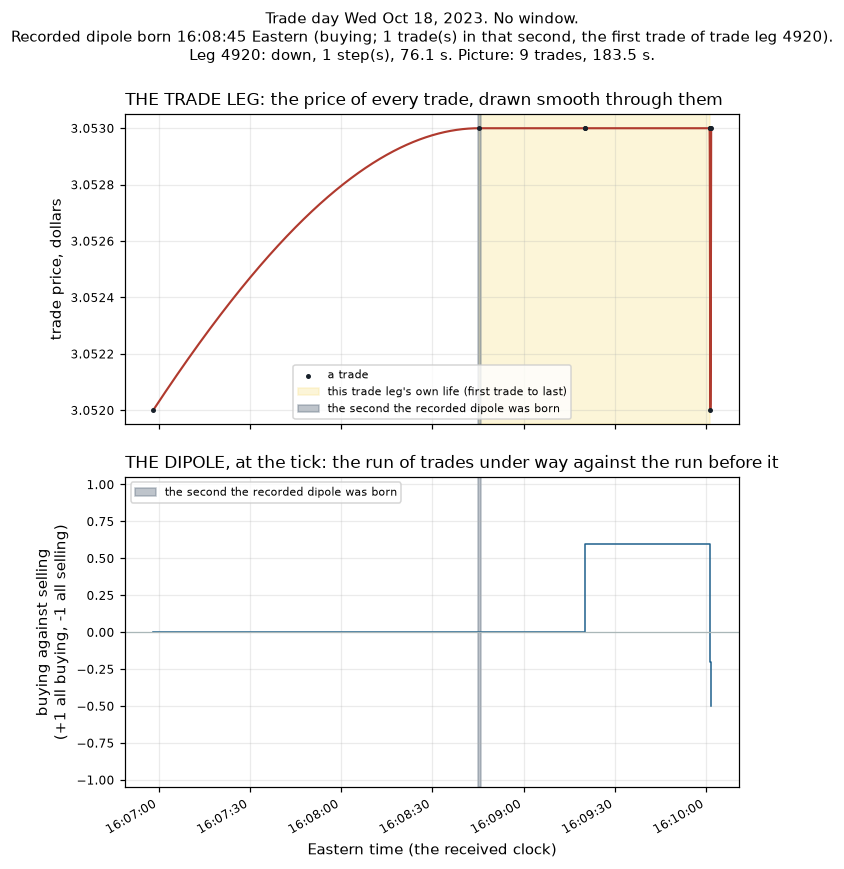 Trade day Wed Oct 18, 2023. No window.
Recorded dipole born 16:08:45 Eastern (buying; 1 trade(s) in that second, the first trade of trade leg 4920).
Leg 4920: down, 1 step(s), 76.1 s. Picture: 9 trades, 183.5 s.
THE TRADE LEG: the price of every trade, drawn smooth through them
trade price, dollars
3.0530
3.0528
3.0526
3.0524
3.0522
3.0520
a trade
this trade leg's own life (first trade to last)
the second the recorded dipole was born
THE DIPOLE, at the tick: the run of trades under way against the run before it
buying against selling
(+1 all buying, -1 all selling)
1.00
0.75
0.50
0.25
0.00
−0.25
−0.50
−0.75
−1.00
the second the recorded dipole was born
16:07:00
16:07:30
16:08:00
16:08:30
16:09:00
16:09:30
16:10:00
Eastern time (the received clock)